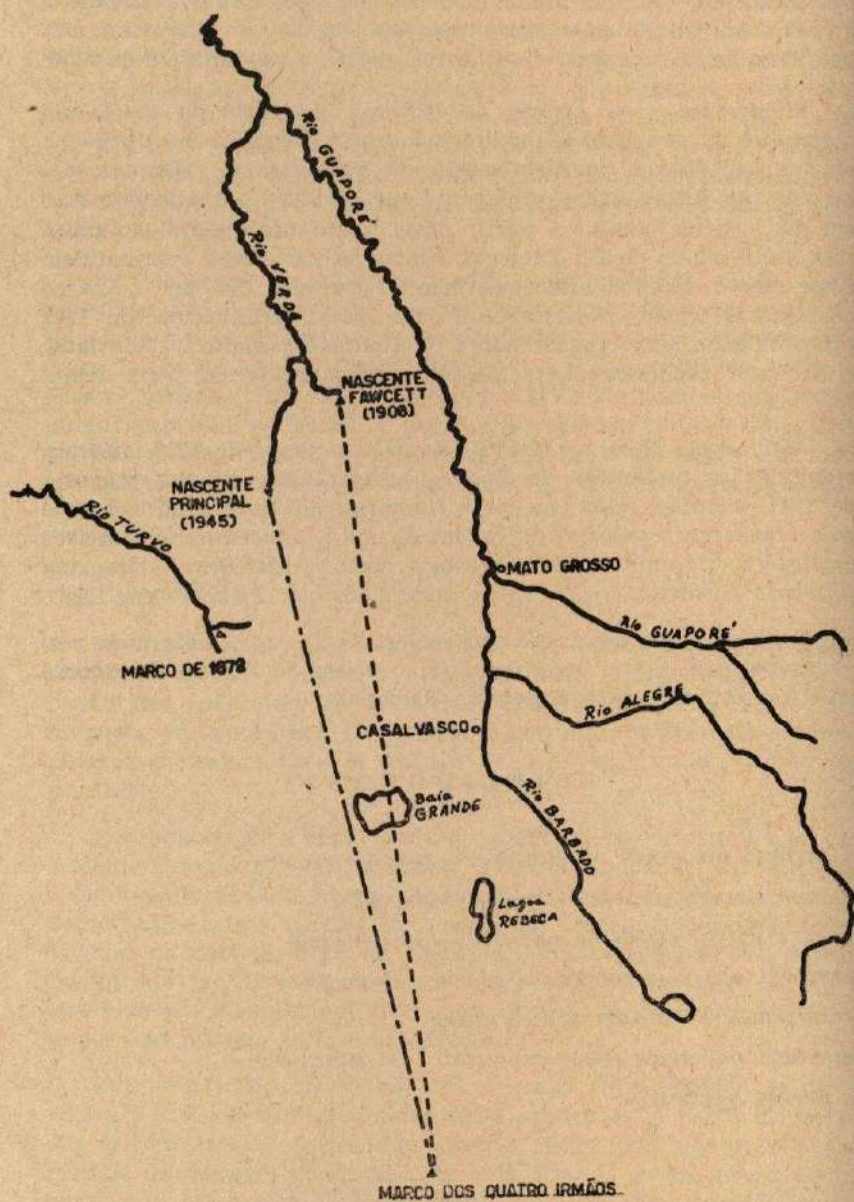 Rio GUAPORÉ
Rio VERDE
NASCENTE
FAWCETT
(1908)
NASCENTE
PRINCIPAL
(1945)
Rio TURVO
MATO GROSSO
Rio GUAPORÉ
MARCO DE 1878
Rio ALEGRE
CASALVASCO
Baía
GRANDE
Rio BARBADO
Lagoa
REBECA
MARCO DOS QUATRO IRMÃOS